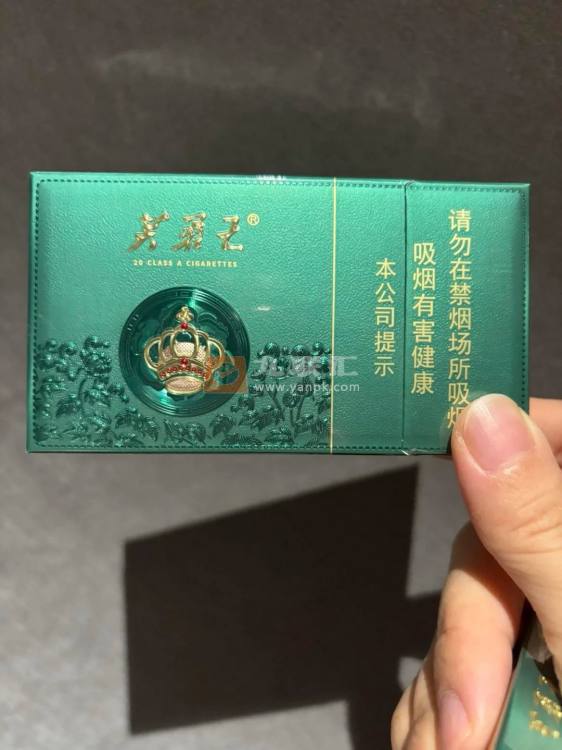 芙蓉王®
20 CLASS A CIGARETTES
本公司提示
吸烟有害健康
请勿在禁烟场所吸烟
www.yanpk.com